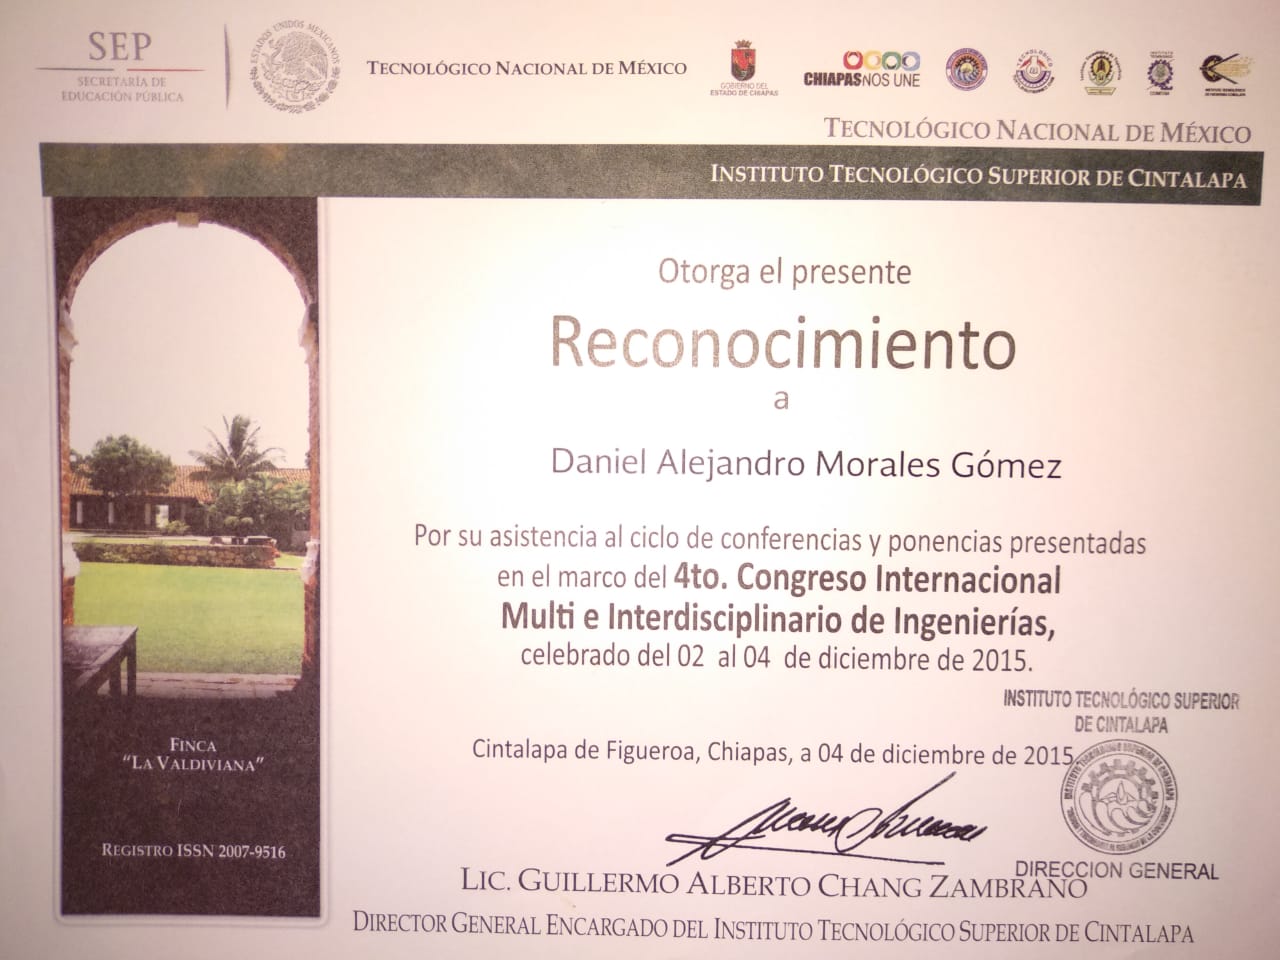 SEP
SECRETARÍA DE
EDUCACIÓN PÚBLICA
ESTADOS UNIDOS MEXICANOS
TECNOLÓGICO NACIONAL DE MÉXICO
GOBIERNO DEL
ESTADO DE CHIAPAS
CHIAPASNOS UNE
TECNOLÓGICO NACIONAL DE MÉXICO
INSTITUTO TECNOLÓGICO SUPERIOR DE CINTALAPA
Otorga el presente
Reconocimiento
a
Daniel Alejandro Morales Gómez
Por su asistencia al ciclo de conferencias y ponencias presentadas
en el marco del 4to. Congreso Internacional
Multi e Interdisciplinario de Ingenierías,
celebrado del 02 al 04 de diciembre de 2015.
INSTITUTO TECNOLÓGICO SUPERIOR
DE CINTALAPA
Cintalapa de Figueroa, Chiapas, a 04 de diciembre de 2015
FINCA
"LA VALDIVIANA"
REGISTRO ISSN 2007-9516
DIRECCION GENERAL
LIC. GUILLERMO ALBERTO CHANG ZAMBRANO
DIRECTOR GENERAL ENCARGADO DEL INSTITUTO TECNOLÓGICO SUPERIOR DE CINTALAPA